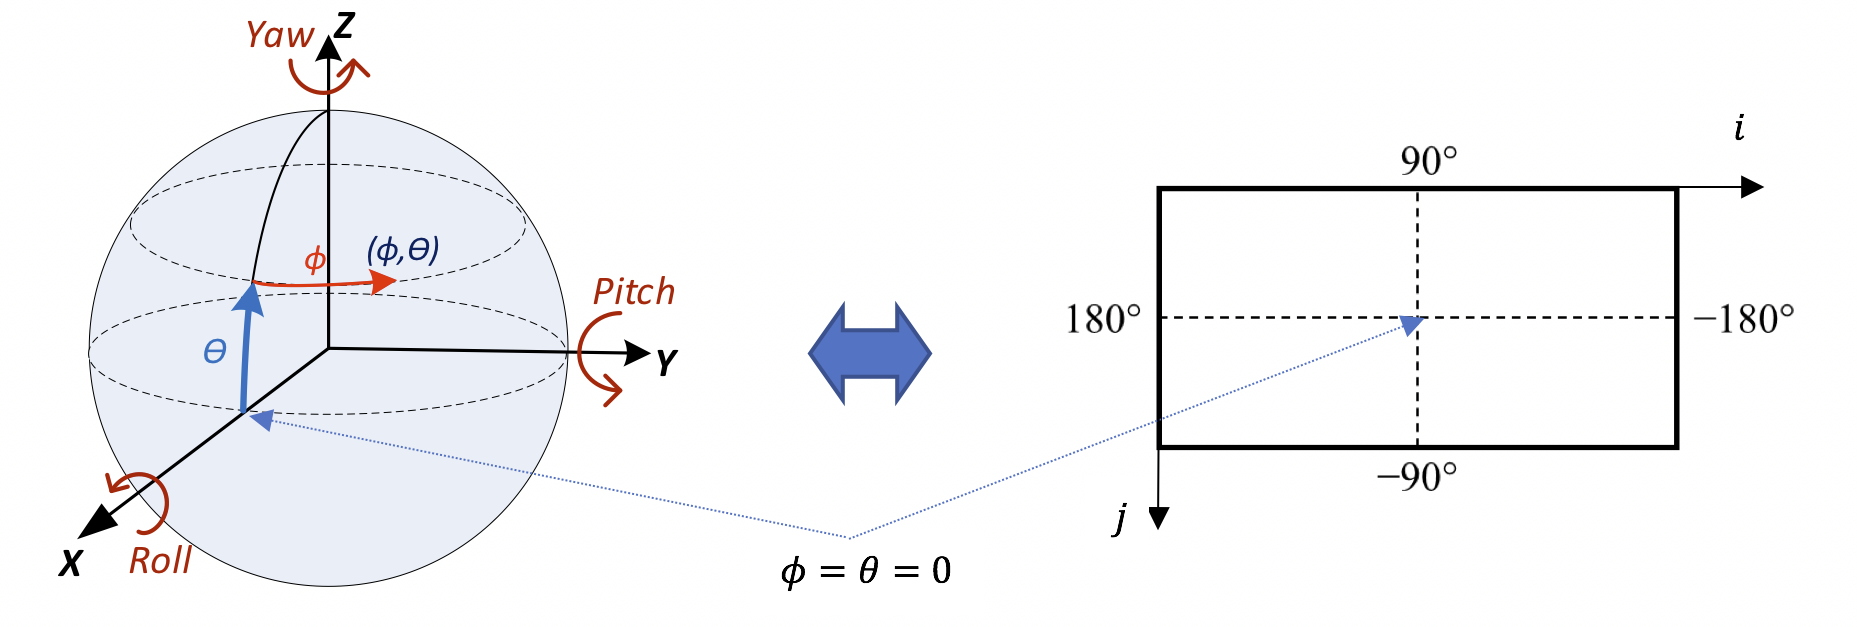 Yaw
Z
ϕ
(ϕ,Ө)
Ө
Pitch
Y
X
Roll
i
90°
180°
−180°
−90°
j
ϕ = θ = 0